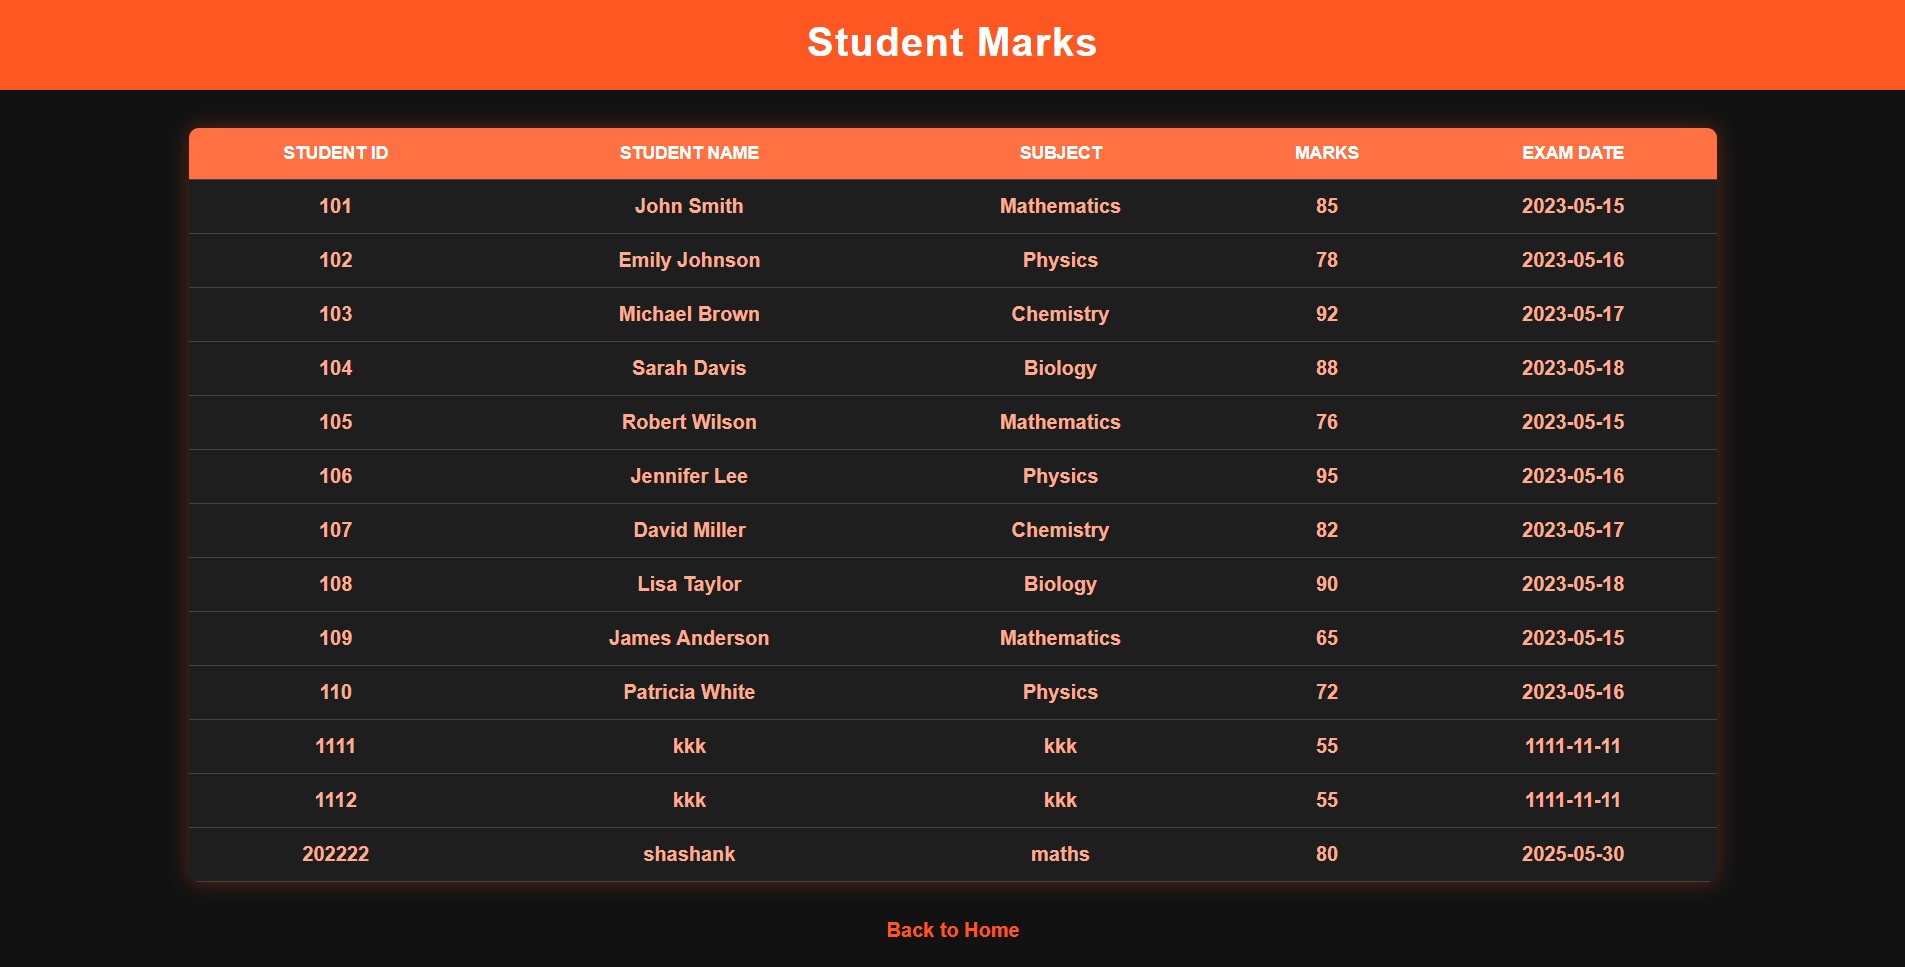 Student Marks
STUDENT ID STUDENT NAME SUBJECT MARKS EXAM DATE
101 John Smith Mathematics 85 2023-05-15
102 Emily Johnson Physics 78 2023-05-16
103 Michael Brown Chemistry 92 2023-05-17
104 Sarah Davis Biology 88 2023-05-18
105 Robert Wilson Mathematics 76 2023-05-15
106 Jennifer Lee Physics 95 2023-05-16
107 David Miller Chemistry 82 2023-05-17
108 Lisa Taylor Biology 90 2023-05-18
109 James Anderson Mathematics 65 2023-05-15
110 Patricia White Physics 72 2023-05-16
1111 kkk kkk 55 1111-11-11
1112 kkk kkk 55 1111-11-11
202222 shashank maths 80 2025-05-30
Back to Home